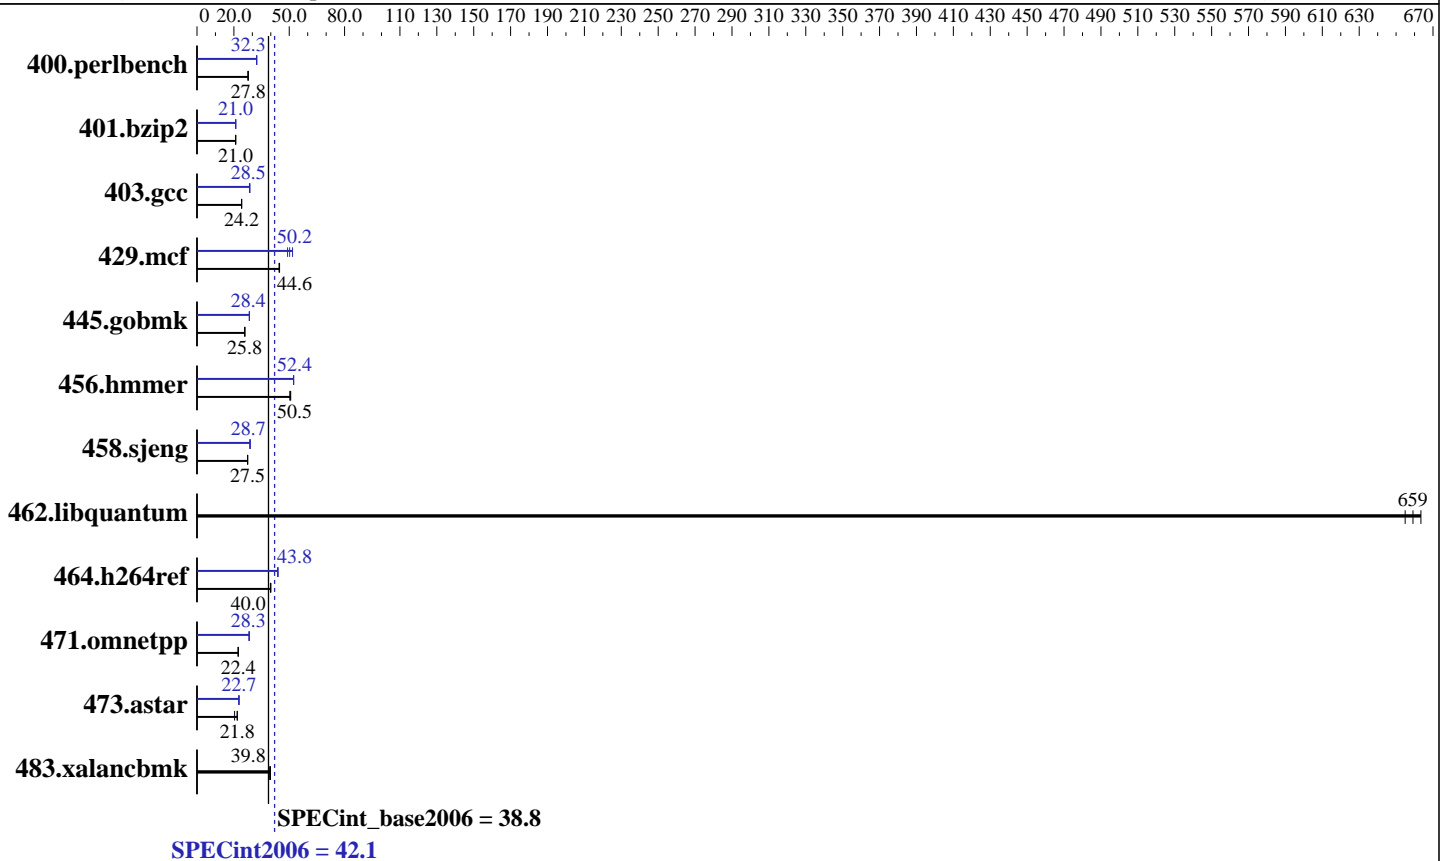 0 20.0 50.0 80.0 110 130 150 170 190 210 230 250 270 290 310 330 350 370 390 410 430 450 470 490 510 530 550 570 590 610 630 670
32.3
400.perlbench
27.8
21.0
401.bzip2
21.0
28.5
403.gcc
24.2
50.2
429.mcf
44.6
28.4
445.gobmk
25.8
52.4
456.hmmer
50.5
28.7
458.sjeng
27.5
659
462.libquantum
43.8
464.h264ref
40.0
28.3
471.omnetpp
22.4
22.7
473.astar
21.8
39.8
483.xalancbmk
SPECint_base2006 = 38.8
SPECint2006 = 42.1